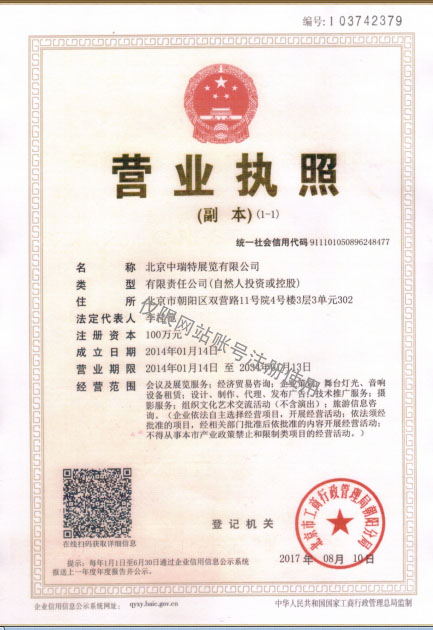 编号:1 03742379
营业执照
(副 本)(1-1)
统一社会信用代码 911101050896248477
名 称 北京中瑞特展览有限公司
类 型 有限责任公司(自然人投资或控股)
住 所 北京市朝阳区双营路11号院4号楼3层3单元302
法定代表人 李
注册资本 100万元
成立日期 2014年01月14日
营业期限 2014年01月14日 至 2034年01月13日
经营范围 会议及展览服务；经济贸易咨询；企业策划；舞台灯光、音响
设备租赁；设计、制作、代理、发布广告；技术推广服务；摄
影服务；组织文化艺术交流活动（不含演出）；旅游信息咨
询。（企业依法自主选择经营项目，开展经营活动；依法须经
批准的项目，经相关部门批准后依批准的内容开展经营活动；
不得从事本市产业政策禁止和限制类项目的经营活动。）
仅限网站账号注册使用
在线扫码获取详细信息
登记机关
北京市工商行政管理局朝阳分局
2017年 08月 10日
提示：每年1月1日至6月30日通过企业信用信息公示系统
报送上一年度年度报告并公示。
企业信用信息公示系统网址： qyxy.baic.gov.cn
中华人民共和国国家工商行政管理总局监制